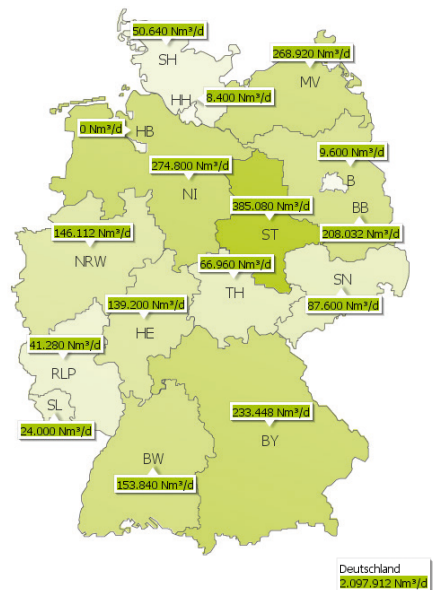 50.640 Nm³/d
SH
268.920 Nm³/d
MV
HH
8.400 Nm³/d
0 Nm³/d
HB
9.600 Nm³/d
B
274.800 Nm³/d
NI
385.080 Nm³/d
BB
ST
208.032 Nm³/d
146.112 Nm³/d
NRW
66.960 Nm³/d
TH
SN
87.600 Nm³/d
139.200 Nm³/d
HE
41.280 Nm³/d
RLP
SL
24.000 Nm³/d
233.448 Nm³/d
BY
BW
153.840 Nm³/d
Deutschland
2.097.912 Nm³/d